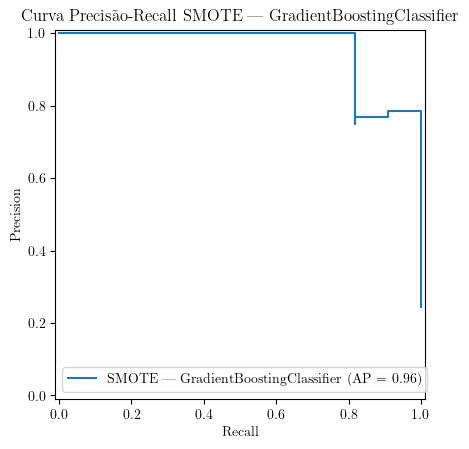 Curva Precisão-Recall SMOTE — GradientBoostingClassifier
1.0
0.8
0.6
0.4
0.2
0.0
Precision
SMOTE — GradientBoostingClassifier (AP = 0.96)
0.0 0.2 0.4 0.6 0.8 1.0
Recall